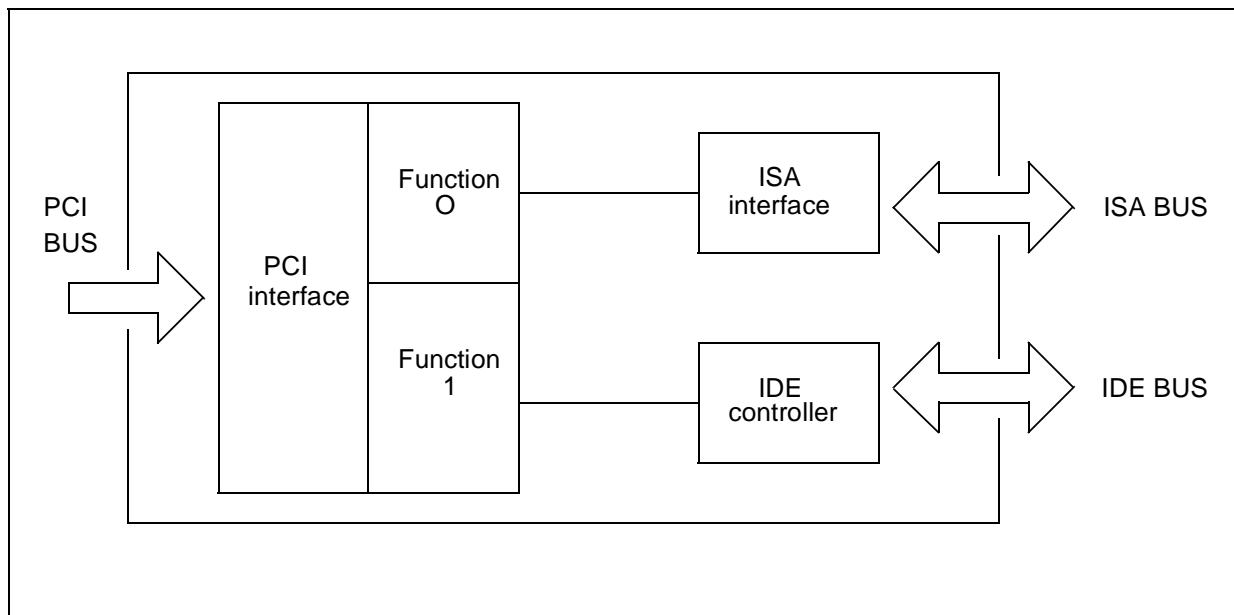 PCI
BUS
PCI
interface
Function
O
Function
1
ISA
interface
IDE
controller
ISA BUS
IDE BUS